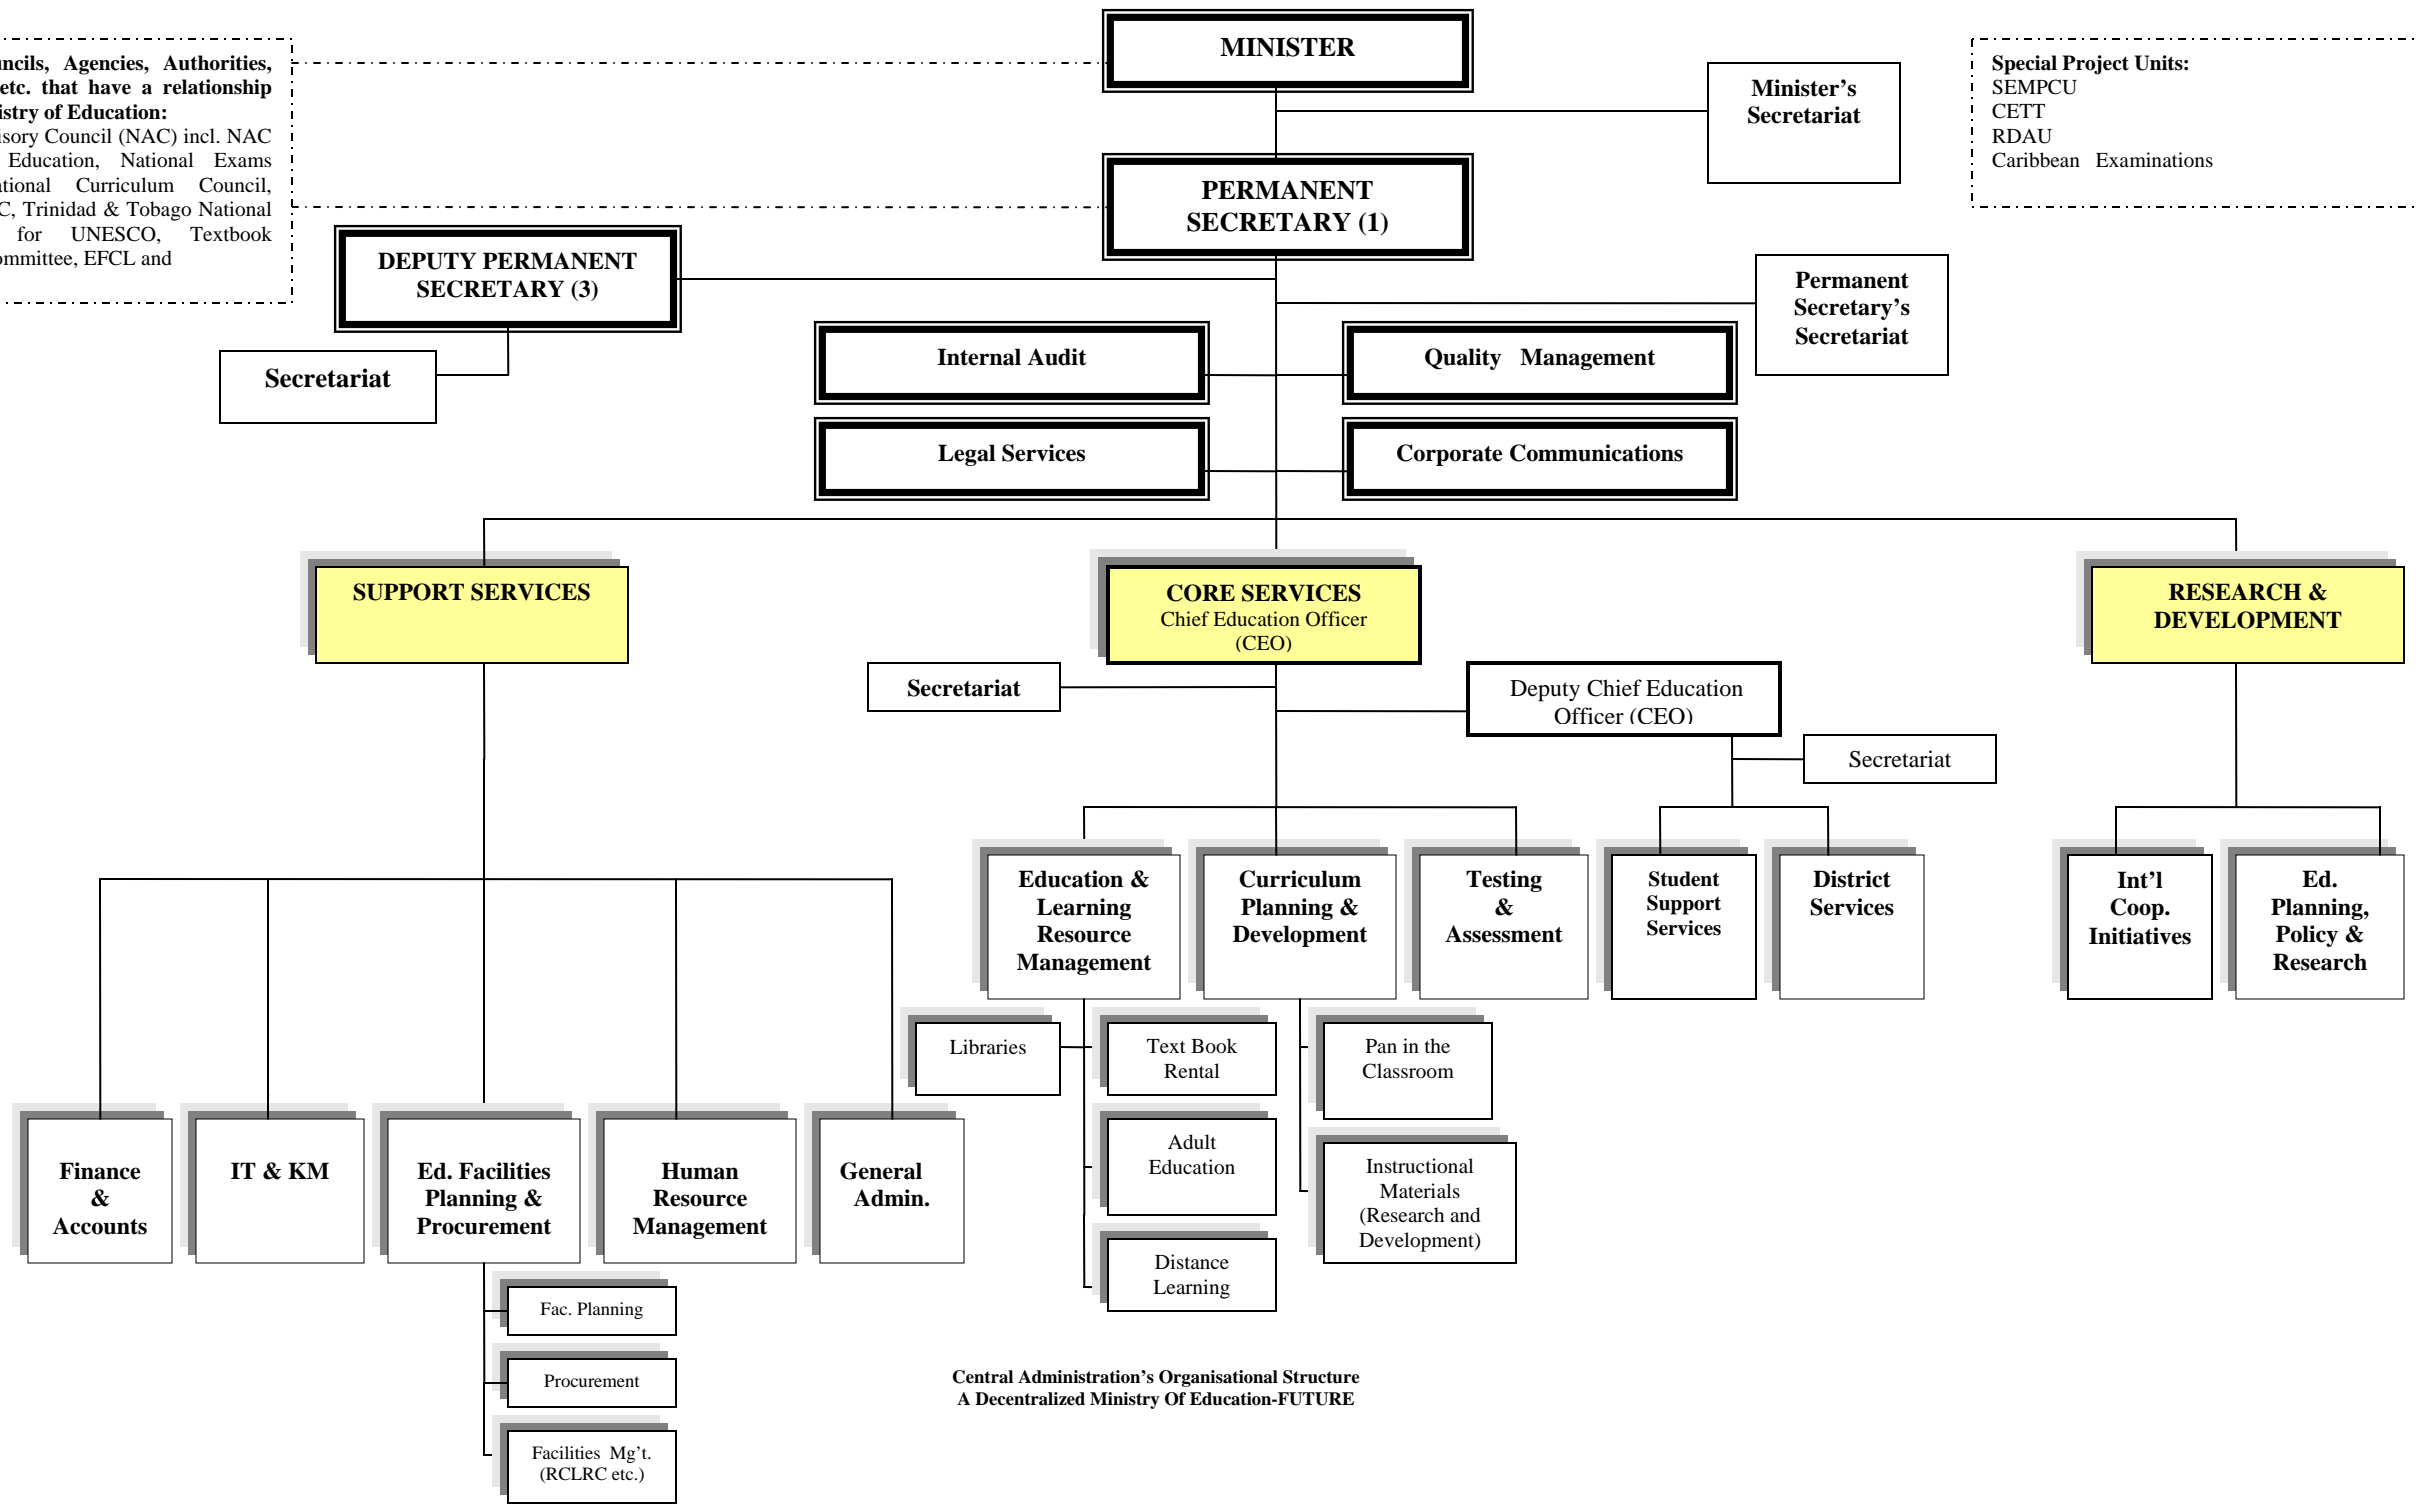 MINISTER
uncils, Agencies, Authorities,
etc. that have a relationship
istry of Education:
isory Council (NAC) incl. NAC
Education, National Exams
ational Curriculum Council,
C, Trinidad & Tobago National
for UNESCO, Textbook
ommittee, EFCL and
Minister's
Secretariat
Special Project Units:
SEMPCU
CETT
RDAU
Caribbean Examinations
PERMANENT
SECRETARY (1)
DEPUTY PERMANENT
SECRETARY (3)
Permanent
Secretary's
Secretariat
Secretariat
Internal Audit
Quality Management
Legal Services
Corporate Communications
SUPPORT SERVICES
CORE SERVICES
Chief Education Officer
(CEO)
RESEARCH &
DEVELOPMENT
Secretariat
Deputy Chief Education
Officer (CEO)
Secretariat
Education &
Learning
Resource
Management
Curriculum
Planning &
Development
Testing
&
Assessment
Student
Support
Services
District
Services
Int'l
Coop.
Initiatives
Ed.
Planning,
Policy &
Research
Libraries
Text Book
Rental
Pan in the
Classroom
Adult
Education
Instructional
Materials
(Research and
Development)
Distance
Learning
Finance
&
Accounts
IT & KM
Ed. Facilities
Planning &
Procurement
Human
Resource
Management
General
Admin.
Fac. Planning
Procurement
Facilities Mg't.
(RCLRC etc.)
Central Administration's Organisational Structure
A Decentralized Ministry Of Education-FUTURE